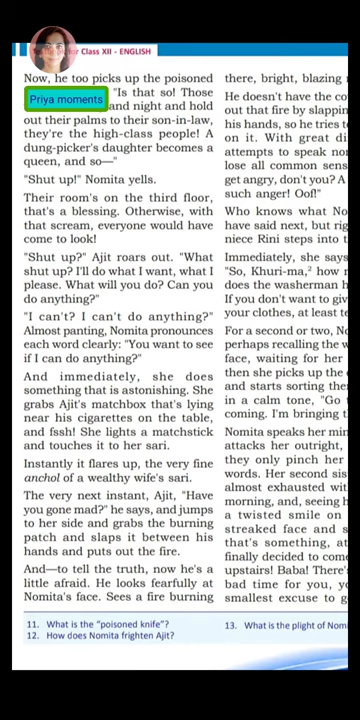 for Class XII - ENGLISH
Now, he too picks up the poisoned
Priya moments
"Is that so! Those
and night and hold
out their palms to their son-in-law,
they're the high-class people! A
dung-picker's daughter becomes a
queen, and so—"
"Shut up!" Nomita yells.
Their room's on the third floor,
that's a blessing. Otherwise, with
that scream, everyone would have
come to look!
"Shut up?" Ajit roars out. "What
shut up? I'll do what I want, what I
please. What will you do? Can you
do anything?"
"I can't? I can't do anything?"
Almost panting, Nomita pronounces
each word clearly: "You want to see
if I can do anything?"
And immediately, she does
something that is astonishing. She
grabs Ajit's matchbox that's lying
near his cigarettes on the table,
and fssh! She lights a matchstick
and touches it to her sari.
Instantly it flares up, the very fine
anchol of a wealthy wife's sari.
The very next instant, Ajit, "Have
you gone mad?" he says, and jumps
to her side and grabs the burning
patch and slaps it between his
hands and puts out the fire.
And—to tell the truth, now he's a
little afraid. He looks fearfully at
Nomita's face. Sees a fire burning
there, bright, blazing
He doesn't have the
out that fire by slappin
his hands, so he tries
on it. With great
attempts to speak
lose all common sens
get angry, don't you? A
such anger! Oof!"
Who knows what No
have said next, but
niece Rini steps into
Immediately, she
"So, Khuri-ma,² how
does the washerman
If you don't want to
your clothes, at least
For a second or two, No
perhaps recalling the
face, waiting for her
then she picks up the
and starts sorting
in a calm tone, "Go
coming. I'm bringing
Nomita speaks her
attacks her outright,
they only pinch her
words. Her second sis
almost exhausted
morning, and, seeing
a twisted smile on
streaked face and
that's something, at
finally decided to
upstairs! Baba! There's
bad time for you,
smallest excuse to
11. What is the "poisoned knife"?
12. How does Nomita frighten Ajit?
13. What is the plight of